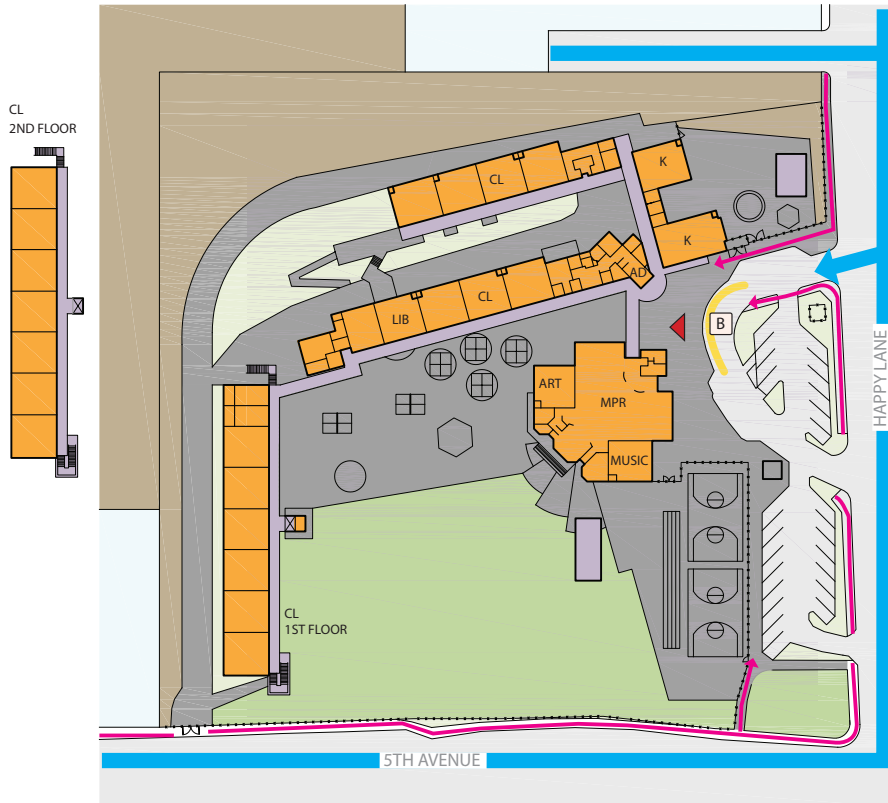 CL
2ND FLOOR
K
CL
K
AD
CL
LIB
B
HAPPY LANE
ART
MPR
MUSIC
CL
1ST FLOOR
5TH AVENUE